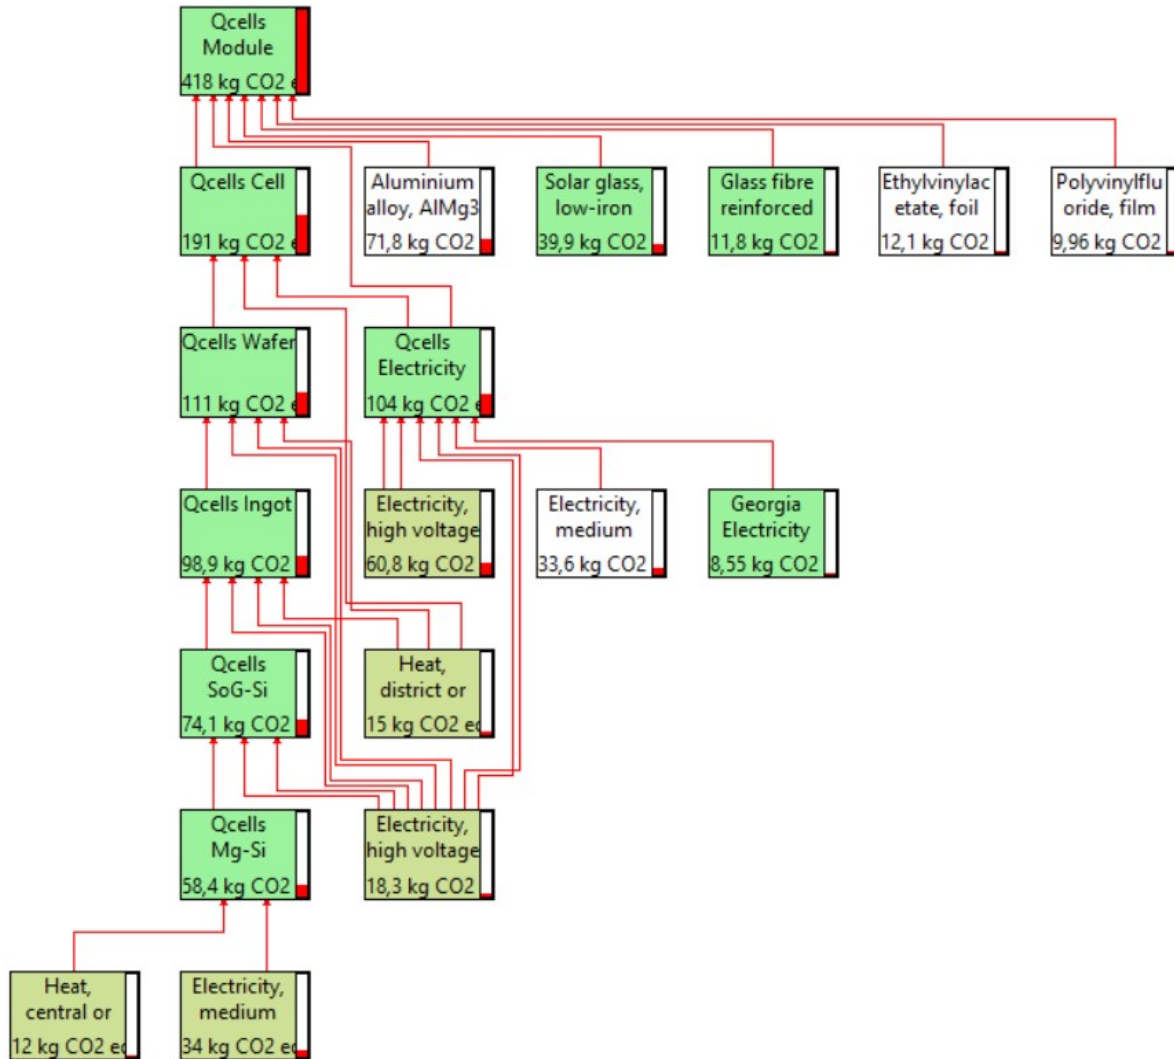 Qcells
Module
418 kg CO2 e
Qcells Cell
191 kg CO2 e
Aluminium
alloy, AlMg3
71,8 kg CO2
Solar glass,
low-iron
39,9 kg CO2
Glass fibre
reinforced
11,8 kg CO2
Ethylvinylac
etate, foil
12,1 kg CO2
Polyvinylflu
oride, film
9,96 kg CO2
Qcells Wafer
111 kg CO2 e
Qcells
Electricity
104 kg CO2 e
Qcells Ingot
98,9 kg CO2
Electricity,
high voltage
60,8 kg CO2
Electricity,
medium
33,6 kg CO2
Georgia
Electricity
8,55 kg CO2
Qcells
SoG-Si
74,1 kg CO2
Heat,
district or
15 kg CO2 eq
Qcells
Mg-Si
58,4 kg CO2
Electricity,
high voltage
18,3 kg CO2
Heat,
central or
12 kg CO2 eq
Electricity,
medium
34 kg CO2 eq